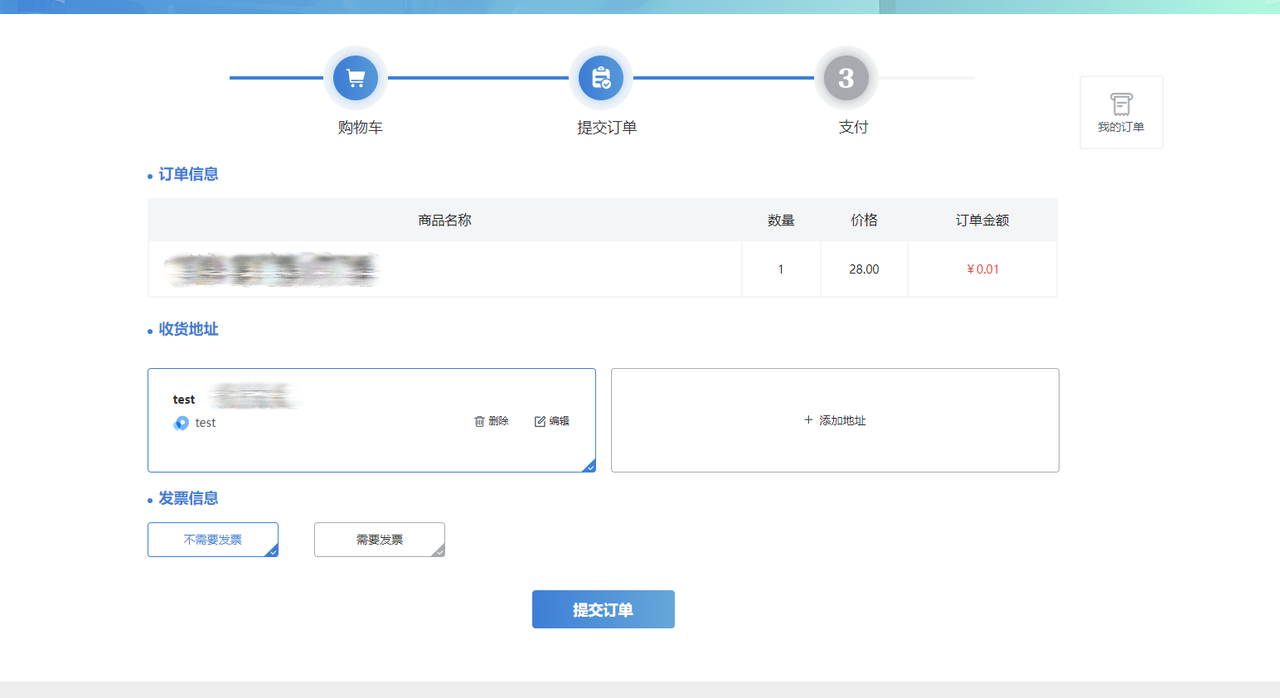 3
购物车
提交订单
支付
我的订单
订单信息
商品名称 数量 价格 订单金额
1 28.00 ¥0.01
收货地址
test
test
删除 编辑
+ 添加地址
发票信息
不需要发票 需要发票
提交订单